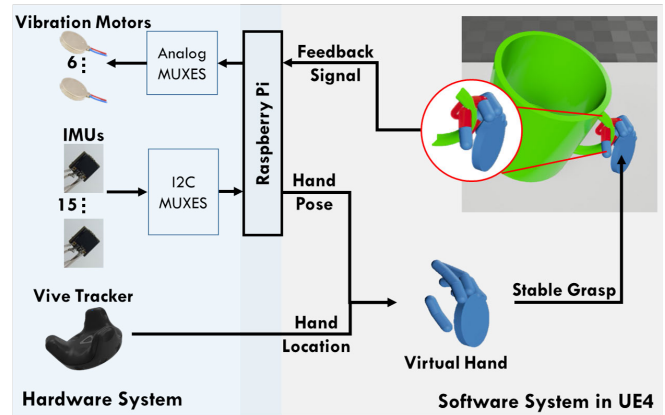 Vibration Motors
6
Analog
MUXES
Raspberry Pi
Feedback
Signal
IMUs
15
I2C
MUXES
Hand
Pose
Vive Tracker
Hand
Location
Virtual Hand
Stable Grasp
Hardware System
Software System in UE4